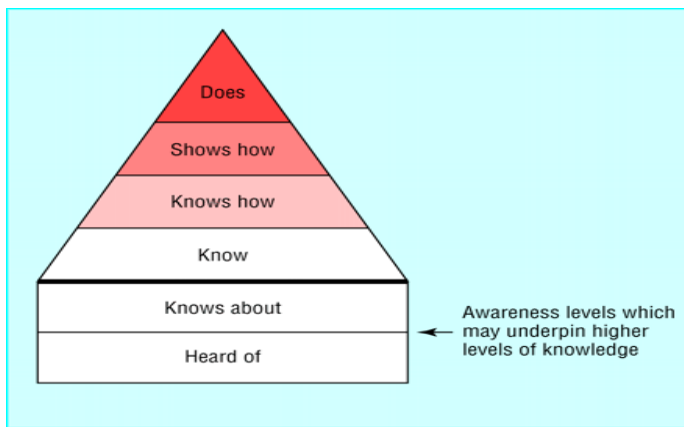 Does
Shows how
Knows how
Know
Knows about
Heard of
Awareness levels which
may underpin higher
levels of knowledge